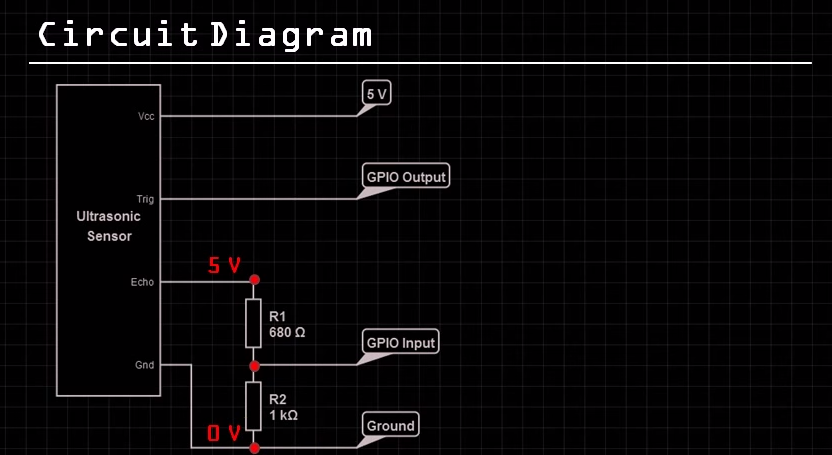 Circuit Diagram
5 V
Vcc
GPIO Output
Trig
Ultrasonic
Sensor
5 V
Echo
R1
680 Ω
GPIO Input
Gnd
R2
1 kΩ
Ground
0 V